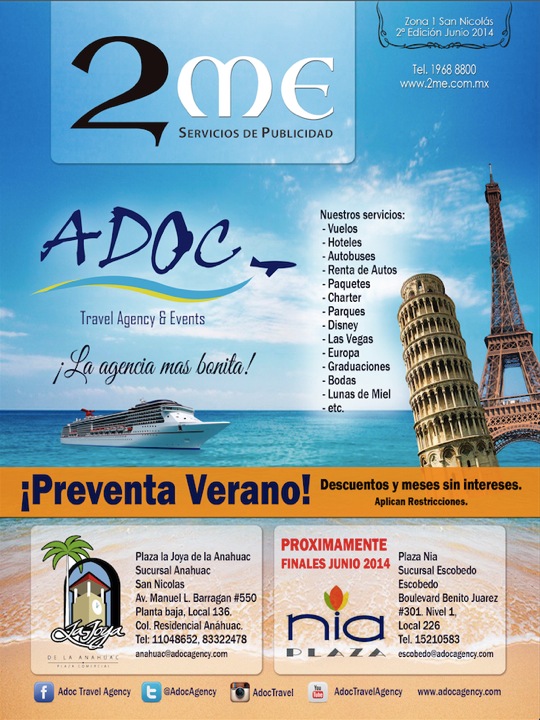 Zona 1 San Nicolás
2ª Edición Junio 2014
Tel. 1968 8800
www.2me.com.mx
2ME
SERVICIOS DE PUBLICIDAD
ADOC
Travel Agency & Events
¡La agencia mas bonita!
Nuestros servicios:
- Vuelos
- Hoteles
- Autobuses
- Renta de Autos
- Paquetes
- Charter
- Parques
- Disney
- Las Vegas
- Europa
- Graduaciones
- Bodas
- Lunas de Miel
- etc.
¡Preventa Verano!
Descuentos y meses sin intereses.
Aplican Restricciones.
La Joya
DE LA ANAHUAC
PLAZA COMERCIAL
Plaza la Joya de la Anahuac
Sucursal Anahuac
San Nicolas
Av. Manuel L. Barragan #550
Planta baja, Local 136.
Col. Residencial Anáhuac.
Tel: 11048652, 83322478
anahuac@adocagency.com
PROXIMAMENTE
FINALES JUNIO 2014
nia
PLAZA
Plaza Nia
Sucursal Escobedo
Escobedo
Boulevard Benito Juarez
#301. Nivel 1,
Local 226
Tel: 15210583
escobedo@adocagency.com
Adoc Travel Agency
@AdocAgency
AdocTravel
You Tube
AdocTravelAgency
www.adocagency.com